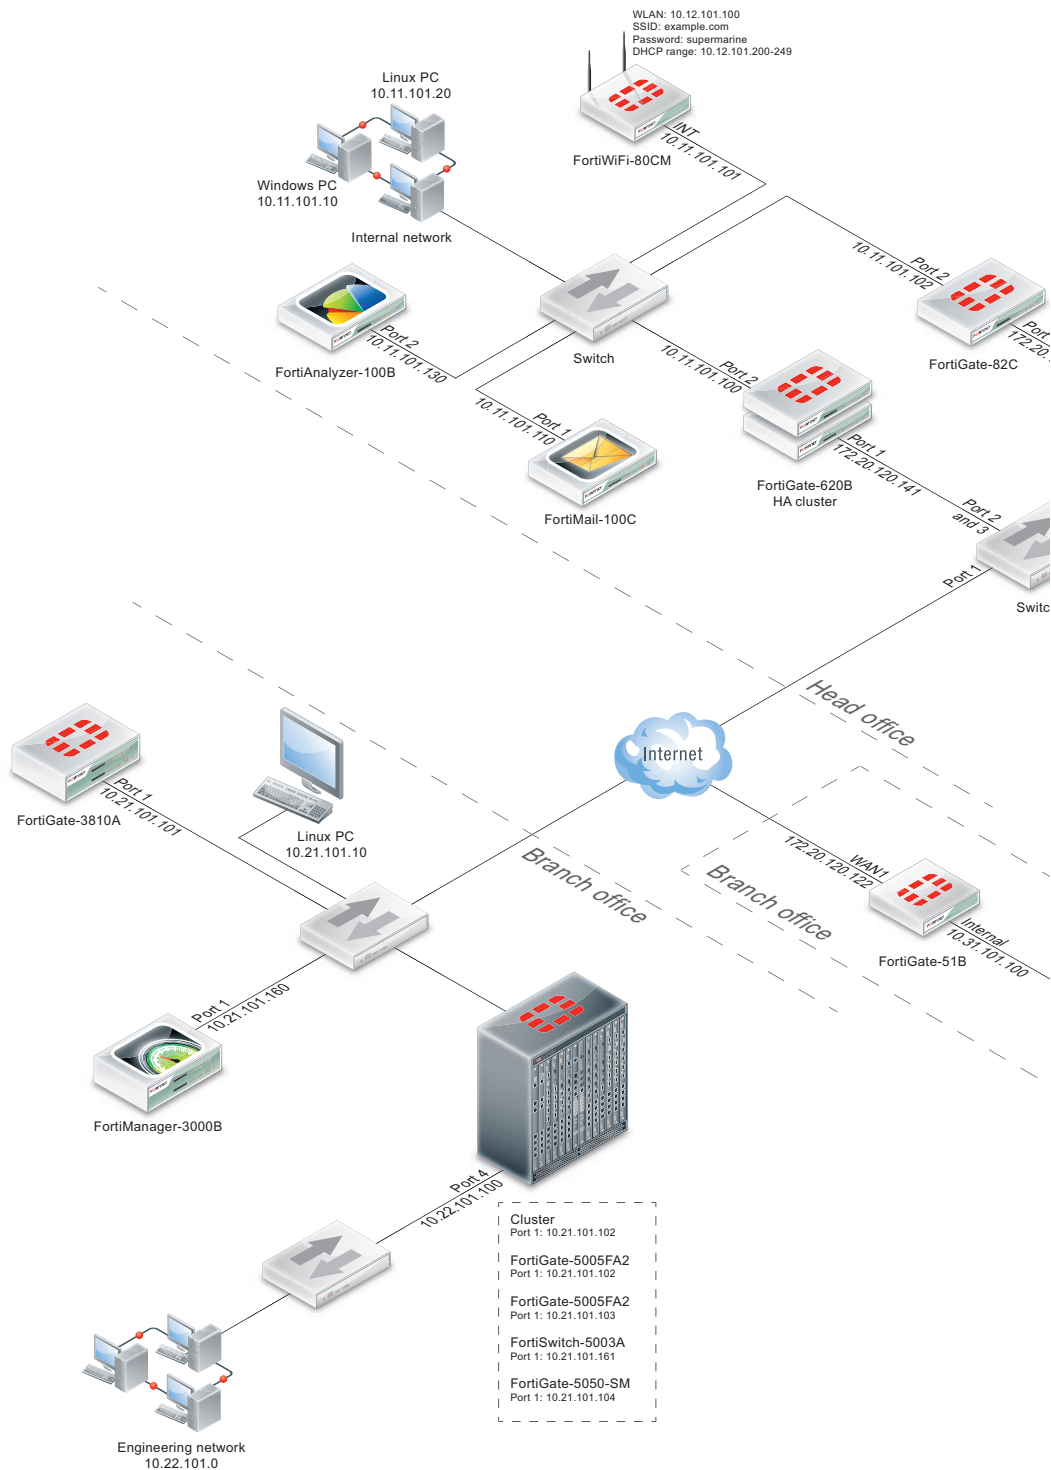 WLAN: 10.12.101.100
SSID: example.com
Password: supermarine
DHCP range: 10.12.101.200-249
Linux PC
10.11.101.20
INT
10.11.101.101
FortiWiFi-80CM
Windows PC
10.11.101.10
Internal network
Port 2
10.11.101.102
FortiGate-82C
Port
172.20.
Port 2
10.11.101.130
FortiAnalyzer-100B
Switch
Port 2
10.11.101.100
Port 1
10.11.101.110
FortiMail-100C
Port 1
172.20.120.141
FortiGate-620B
HA cluster
Port 2
and 3
Port 1
Switc
Head office
Internet
Port 1
10.21.101.101
FortiGate-3810A
Linux PC
10.21.101.10
Branch office
172.20.120.122
WAN1
Branch office
Internal
10.31.101.100
FortiGate-51B
Port 1
10.21.101.160
FortiManager-3000B
Port 4
10.22.101.100
Cluster
Port 1: 10.21.101.102
FortiGate-5005FA2
Port 1: 10.21.101.102
FortiGate-5005FA2
Port 1: 10.21.101.103
FortiSwitch-5003A
Port 1: 10.21.101.161
FortiGate-5050-SM
Port 1: 10.21.101.104
Engineering network
10.22.101.0